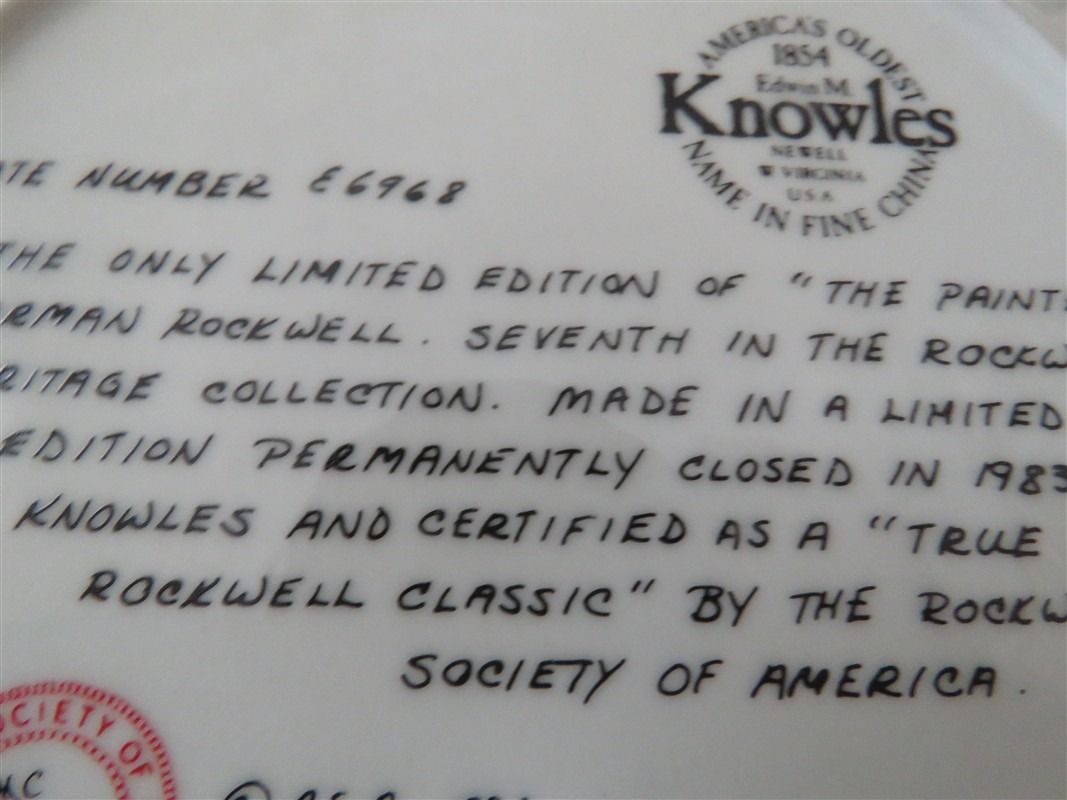 AMERICA'S OLDEST
1854
Edwin M.
Knowles
NEWELL
W VIRGINIA
U.S.A
NAME IN FINE CHINA
ATE NUMBER E6968
THE ONLY LIMITED EDITION OF "THE PAINT
RMAN ROCKWELL. SEVENTH IN THE ROCKW
RITAGE COLLECTION. MADE IN A LIMITED
EDITION PERMANENTLY CLOSED IN 1983
KNOWLES AND CERTIFIED AS A "TRUE
ROCKWELL CLASSIC" BY THE ROCKW
SOCIETY OF AMERICA.
OCIETY OF